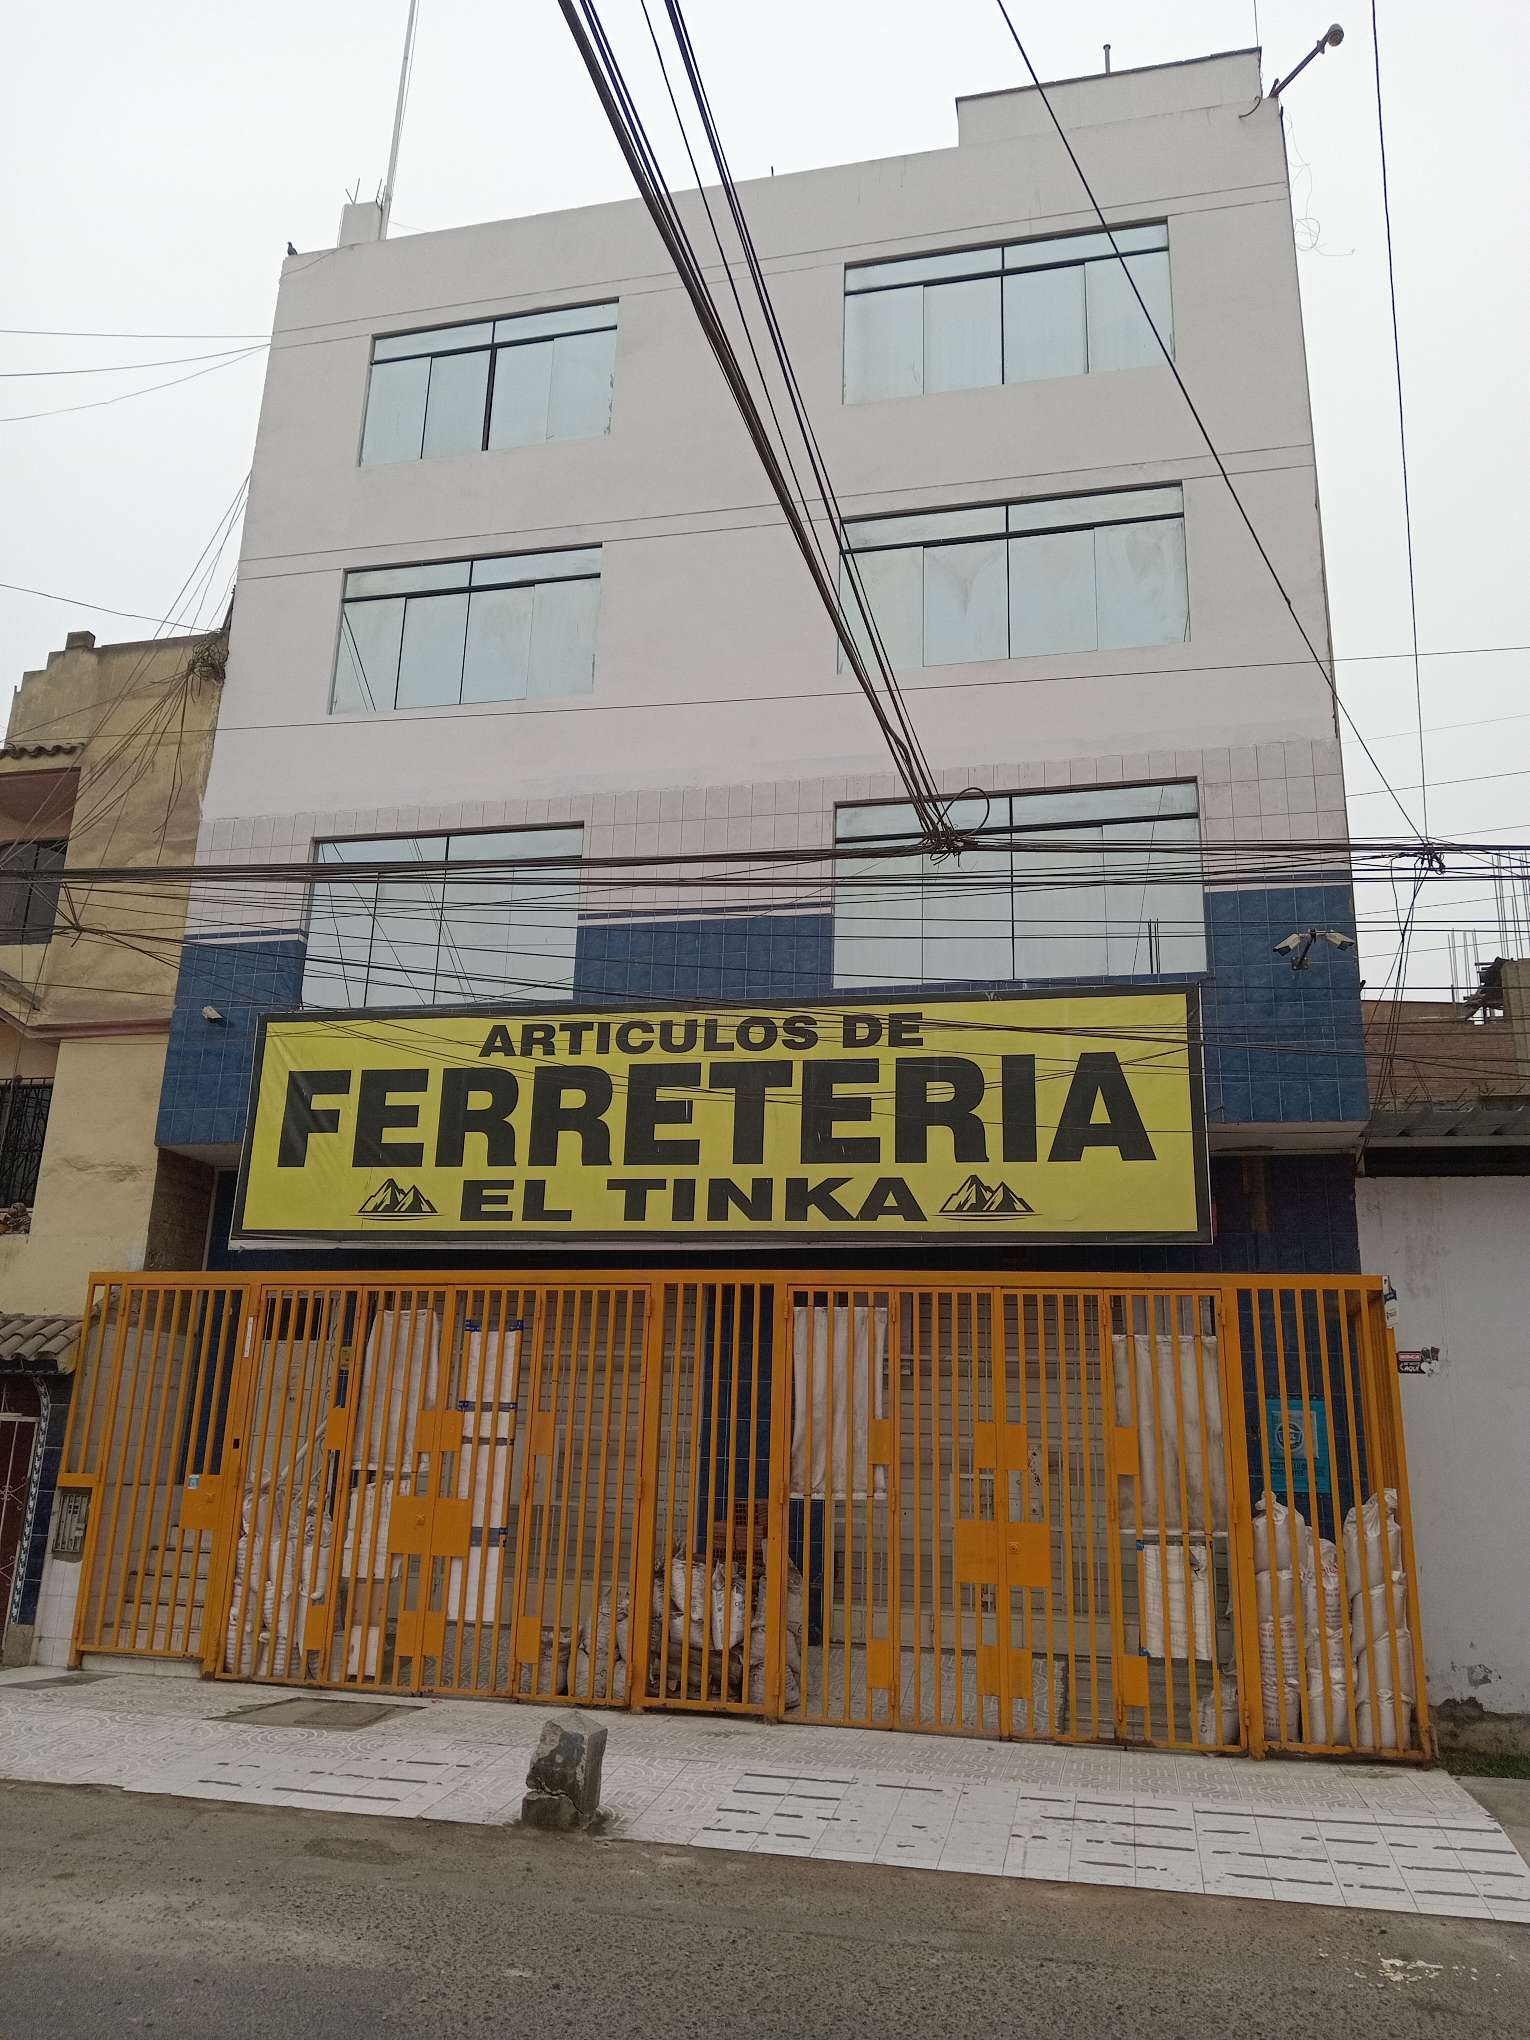 ARTICULOS DE
FERRETERIA
EL TINKA